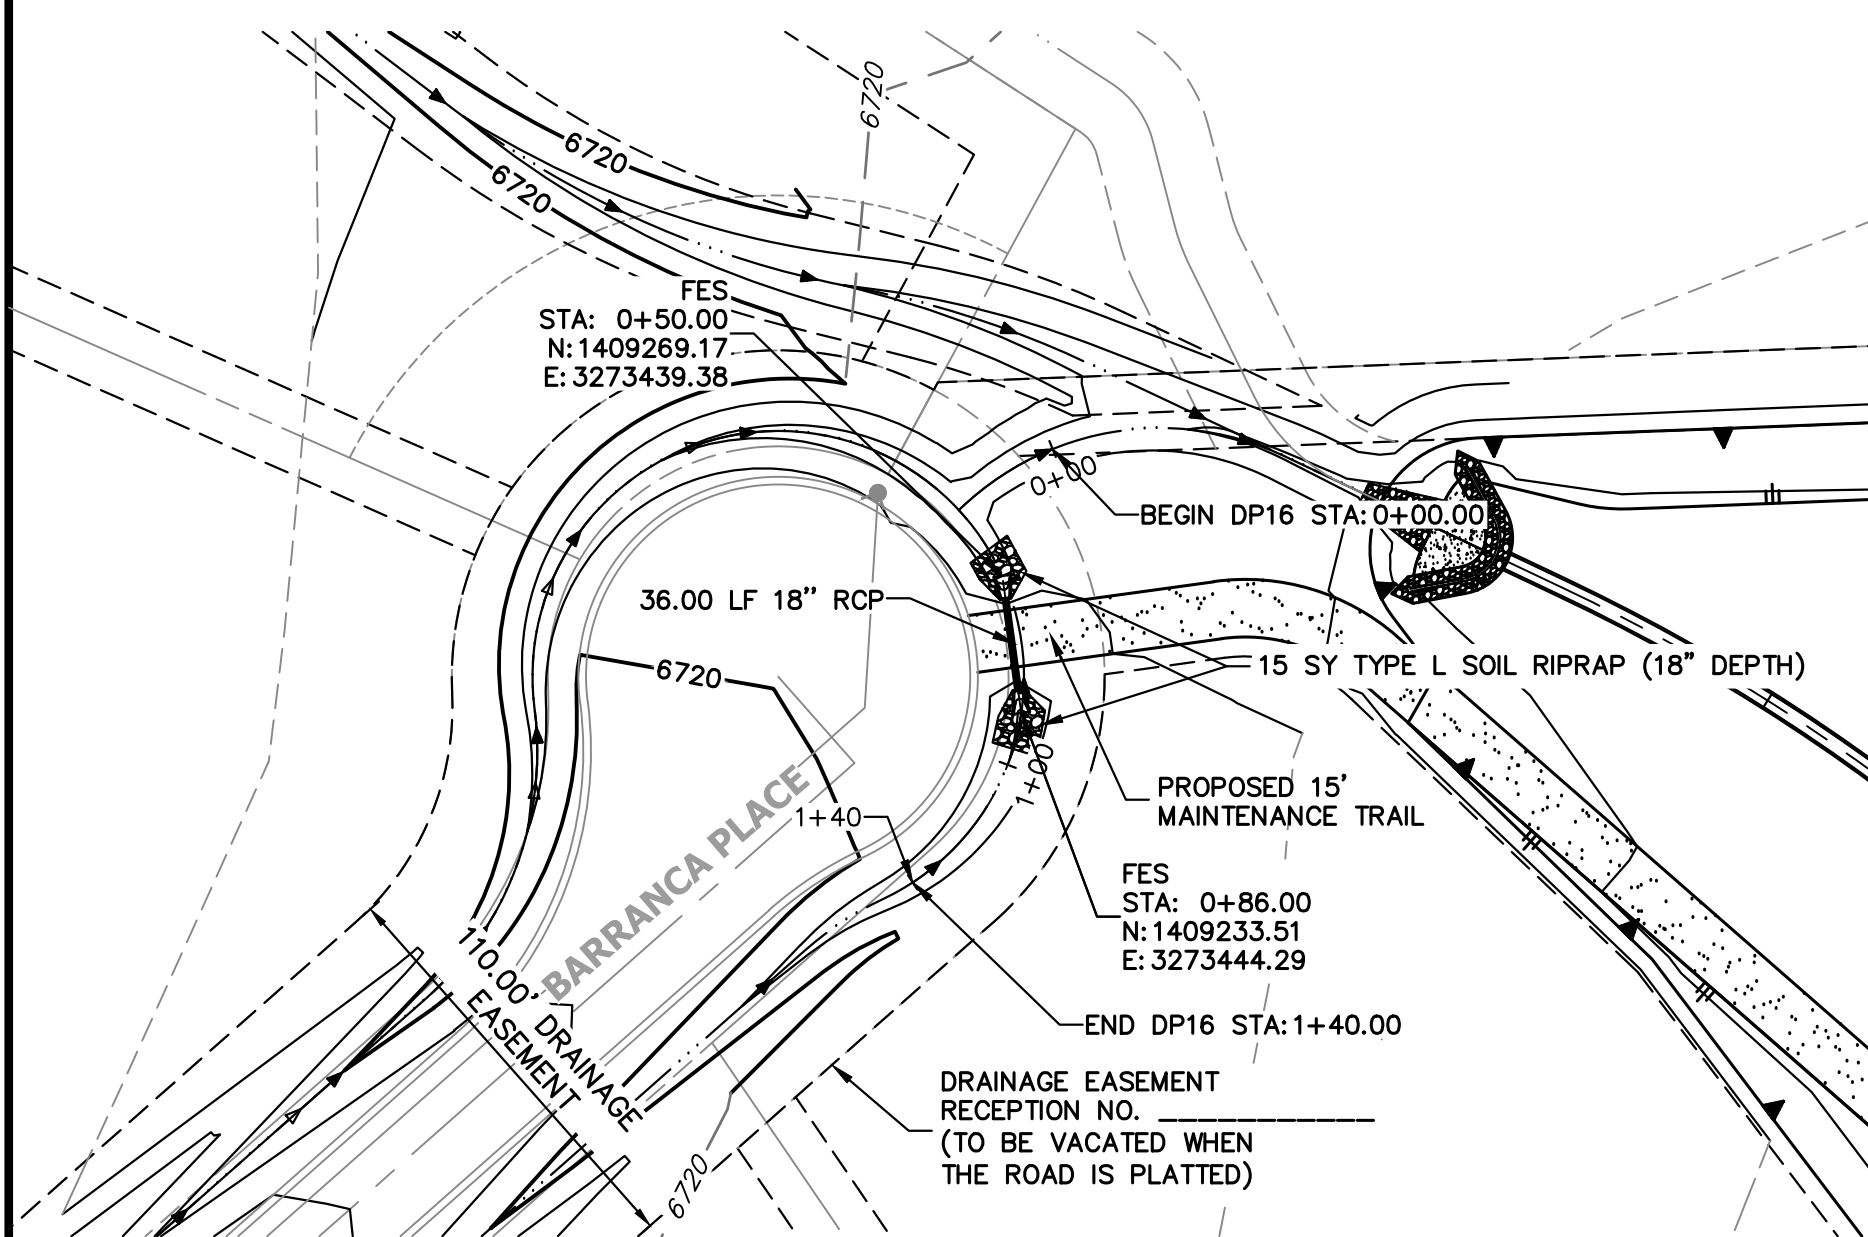 6720
6720
6720
FES
STA: 0+50.00
N:1409269.17
E:3273439.38
0+00
BEGIN DP16 STA:0+00.00
36.00 LF 18" RCP
15 SY TYPE L SOIL RIPRAP (18" DEPTH)
6720
BARRANCA PLACE
1+00
1+40
PROPOSED 15'
MAINTENANCE TRAIL
FES
STA: 0+86.00
N:1409233.51
E:3273444.29
110.00' DRAINAGE
EASEMENT
END DP16 STA:1+40.00
DRAINAGE EASEMENT
RECEPTION NO. ____________
(TO BE VACATED WHEN
THE ROAD IS PLATTED)
6720